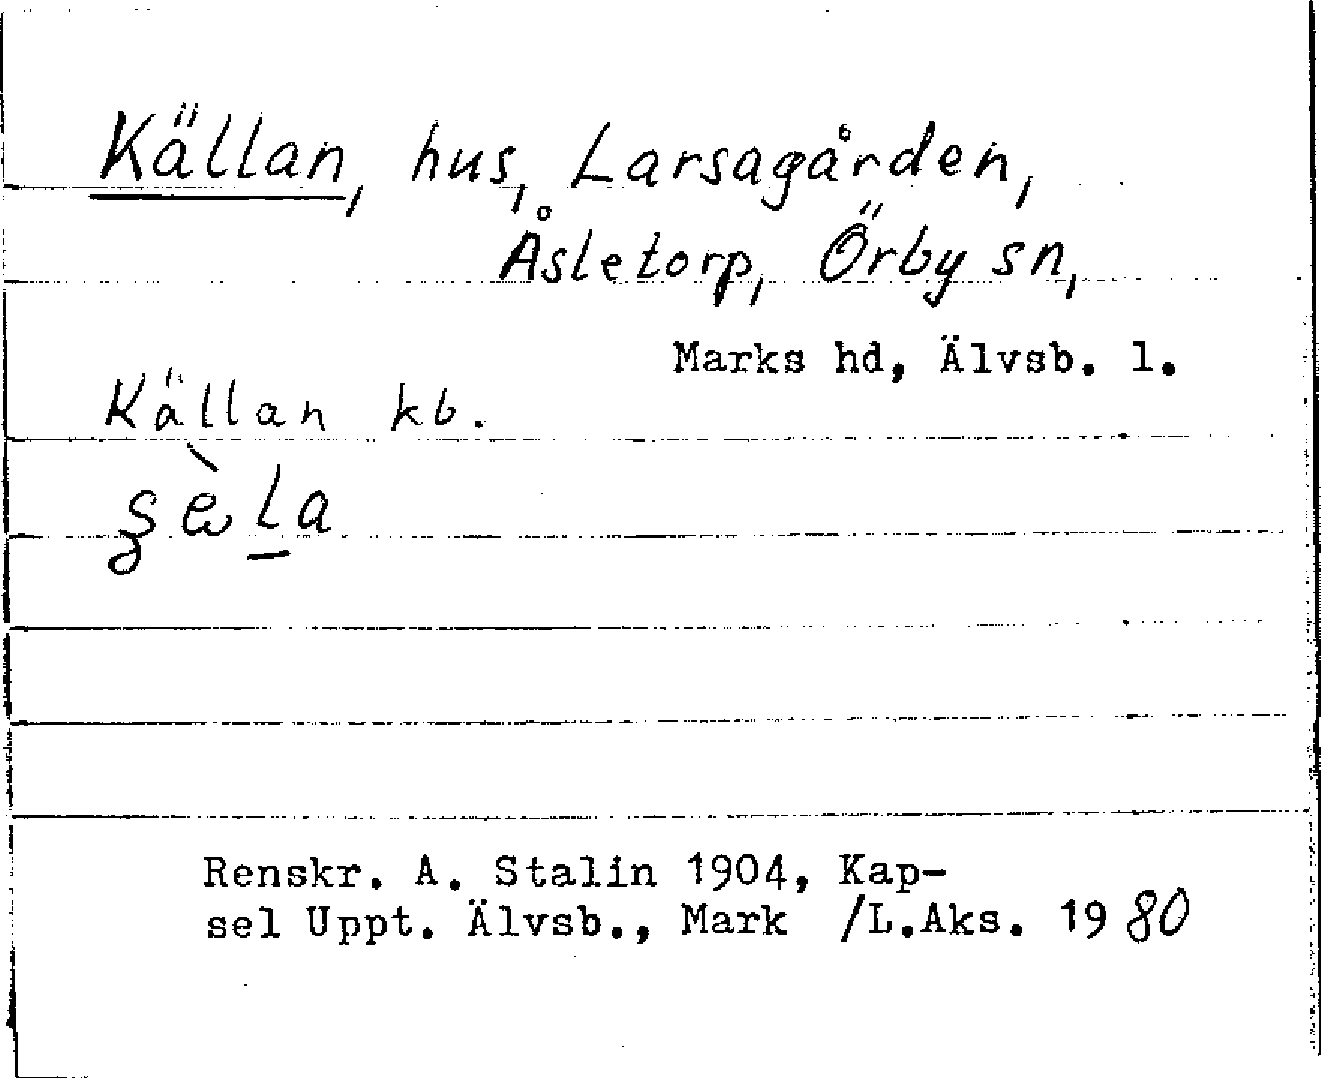 Källan, hus, Larsagården,
Åsletorp, Örby sn,
Marks hd, Älvsb. l.
Källan kb.
Renskr. A. Stalin 1904, Kap-
sel Uppt. Älvsb., Mark /L.Aks. 1980